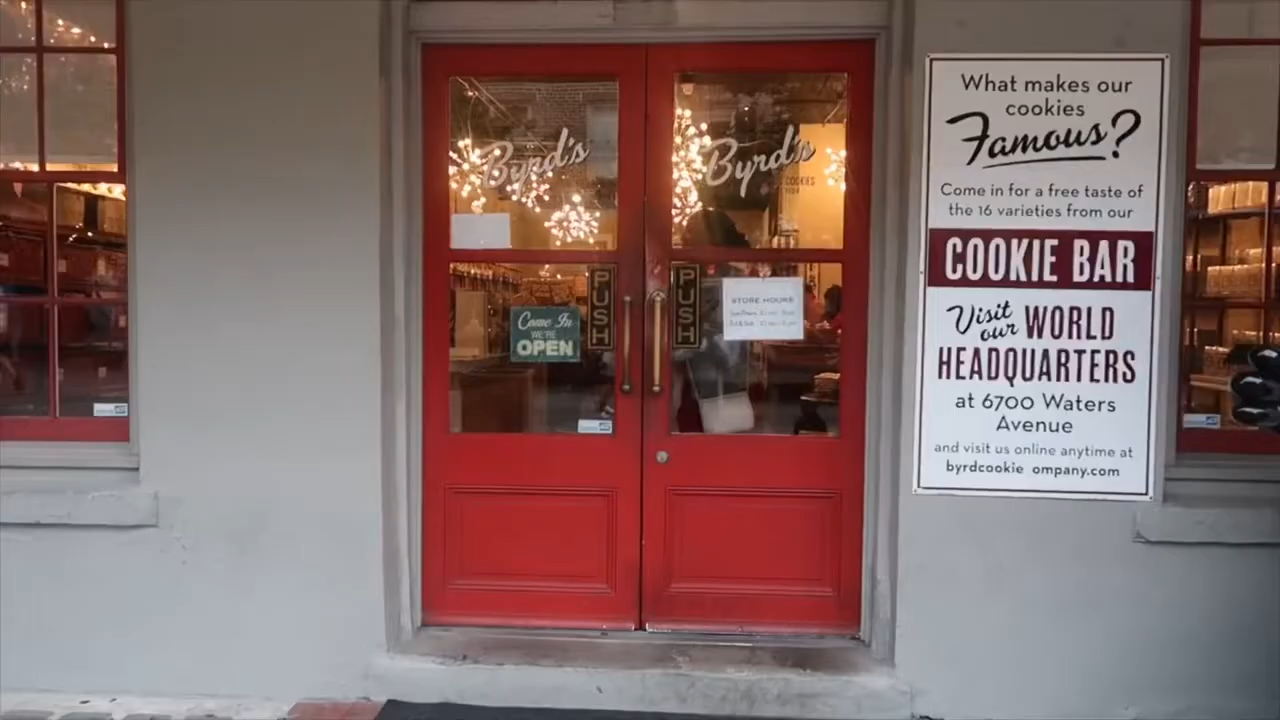 Byrd's
Byrd's
COOKIES
PUSH
PUSH
Come In
WE'RE
OPEN
STORE HOURS
What makes our
cookies
Famous?
Come in for a free taste of
the 16 varieties from our
COOKIE BAR
Visit
our WORLD
HEADQUARTERS
at 6700 Waters
Avenue
and visit us online anytime at
byrdcookie ompany.com